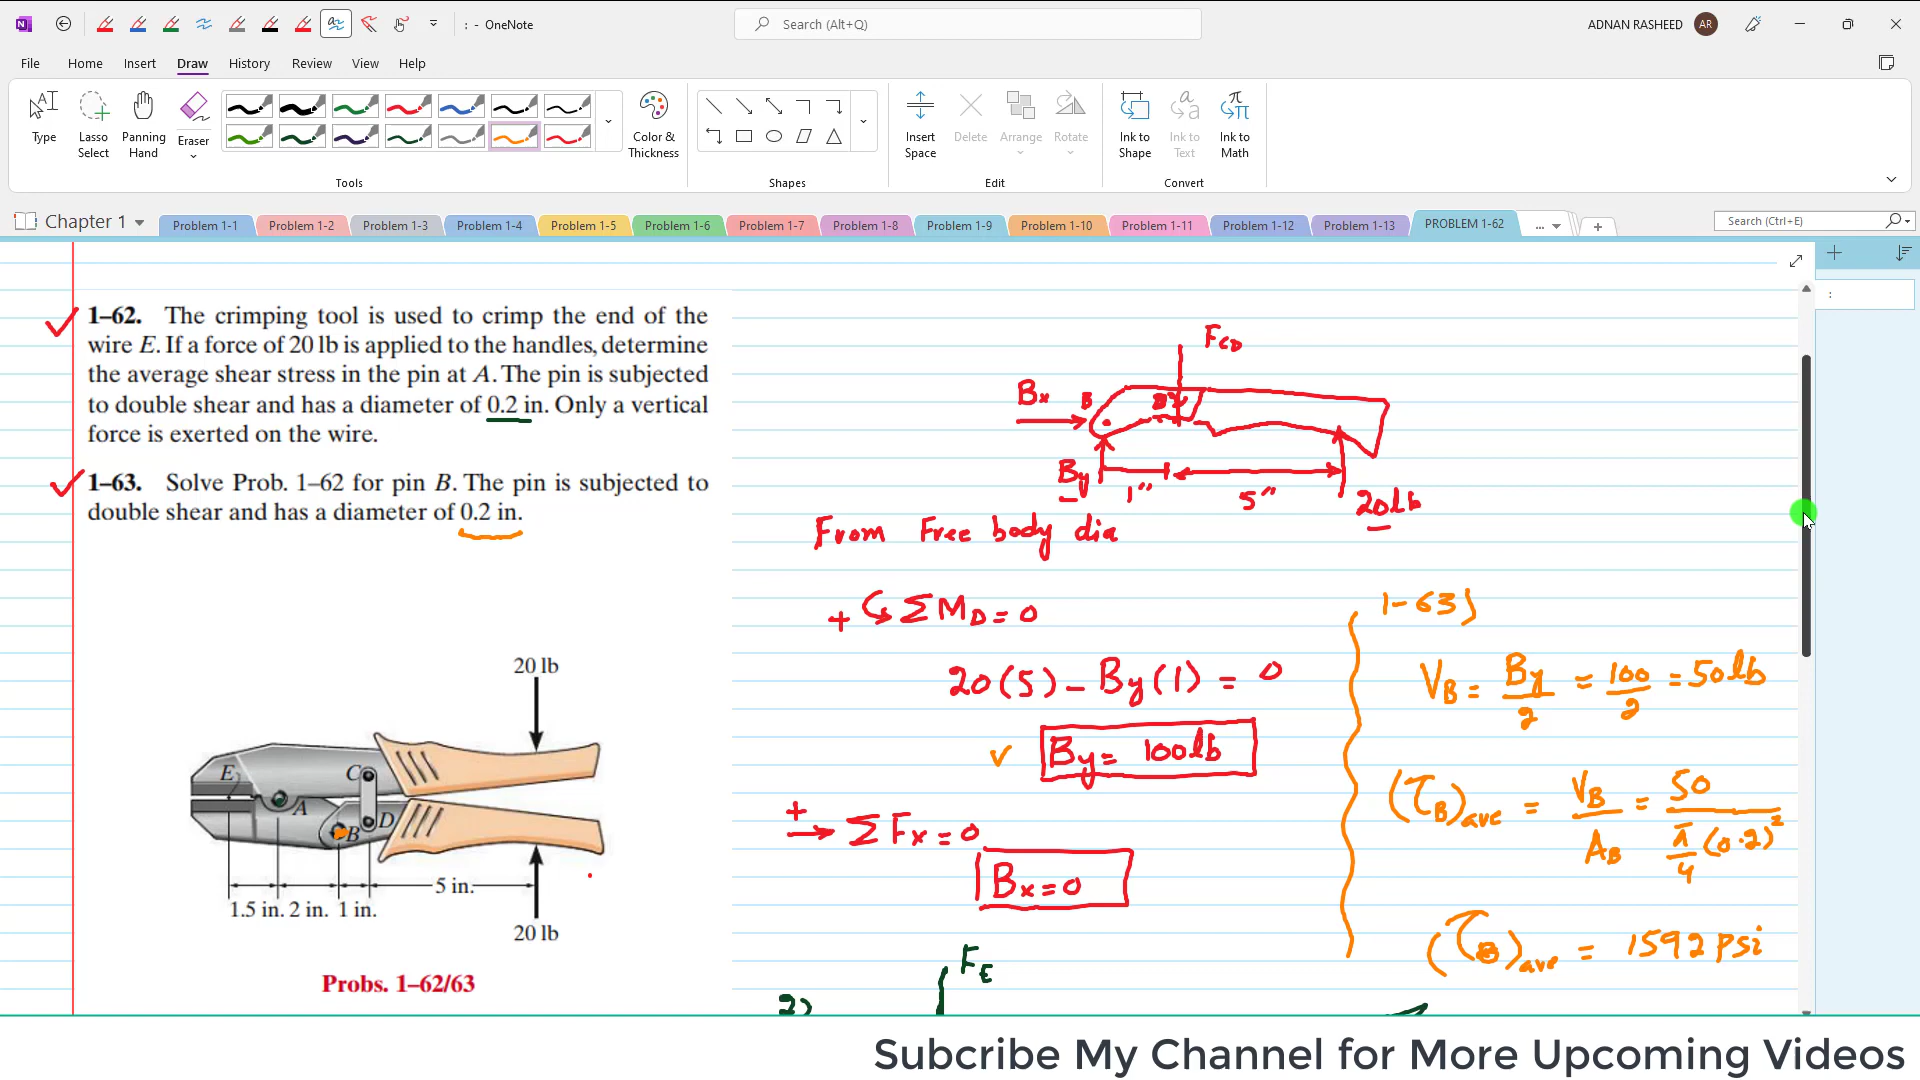 : - OneNote
Search (Alt+Q)
ADNAN RASHEED
AR
File Home Insert Draw History Review View Help
Type
Lasso Select
Panning Hand
Eraser
Color & Thickness
Insert Space
Delete
Arrange
Rotate
Ink to Shape
Ink to Text
Ink to Math
Tools
Shapes
Edit
Convert
Chapter 1
Problem 1-1 Problem 1-2 Problem 1-3 Problem 1-4 Problem 1-5 Problem 1-6 Problem 1-7 Problem 1-8 Problem 1-9 Problem 1-10 Problem 1-11 Problem 1-12 Problem 1-13 PROBLEM 1-62 ...
Search (Ctrl+E)
1–62. The crimping tool is used to crimp the end of the
wire E. If a force of 20 lb is applied to the handles, determine
the average shear stress in the pin at A. The pin is subjected
to double shear and has a diameter of 0.2 in. Only a vertical
force is exerted on the wire.
1–63. Solve Prob. 1–62 for pin B. The pin is subjected to
double shear and has a diameter of 0.2 in.
20 lb
E
C
A
B
D
5 in.
1.5 in. 2 in. 1 in.
20 lb
Probs. 1–62/63
FCD
Bx
B
By
1"
5"
20lb
From Free body dia
+ ΣMD = 0
20(5) - By(1) = 0
By = 100lb
+ ΣFx = 0
Bx = 0
FE
2)
1-63)
VB = By/2 = 100/2 = 50lb
(τB)ave = VB/AB = 50/(π/4 (0.2)²)
(τB)ave = 1592 psi
Subcribe My Channel for More Upcoming Videos